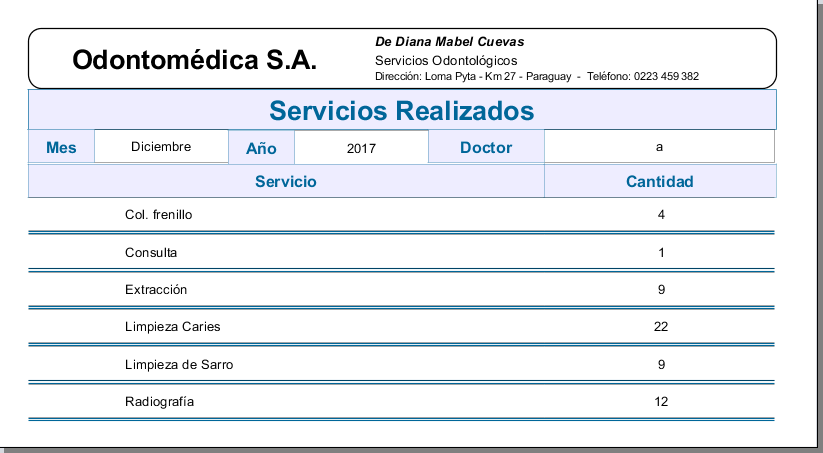 Odontomédica S.A.
De Diana Mabel Cuevas
Servicios Odontológicos
Dirección: Loma Pyta - Km 27 - Paraguay - Teléfono: 0223 459 382
Servicios Realizados
Mes Diciembre Año 2017 Doctor a
Servicio Cantidad
Col. frenillo 4
Consulta 1
Extracción 9
Limpieza Caries 22
Limpieza de Sarro 9
Radiografía 12